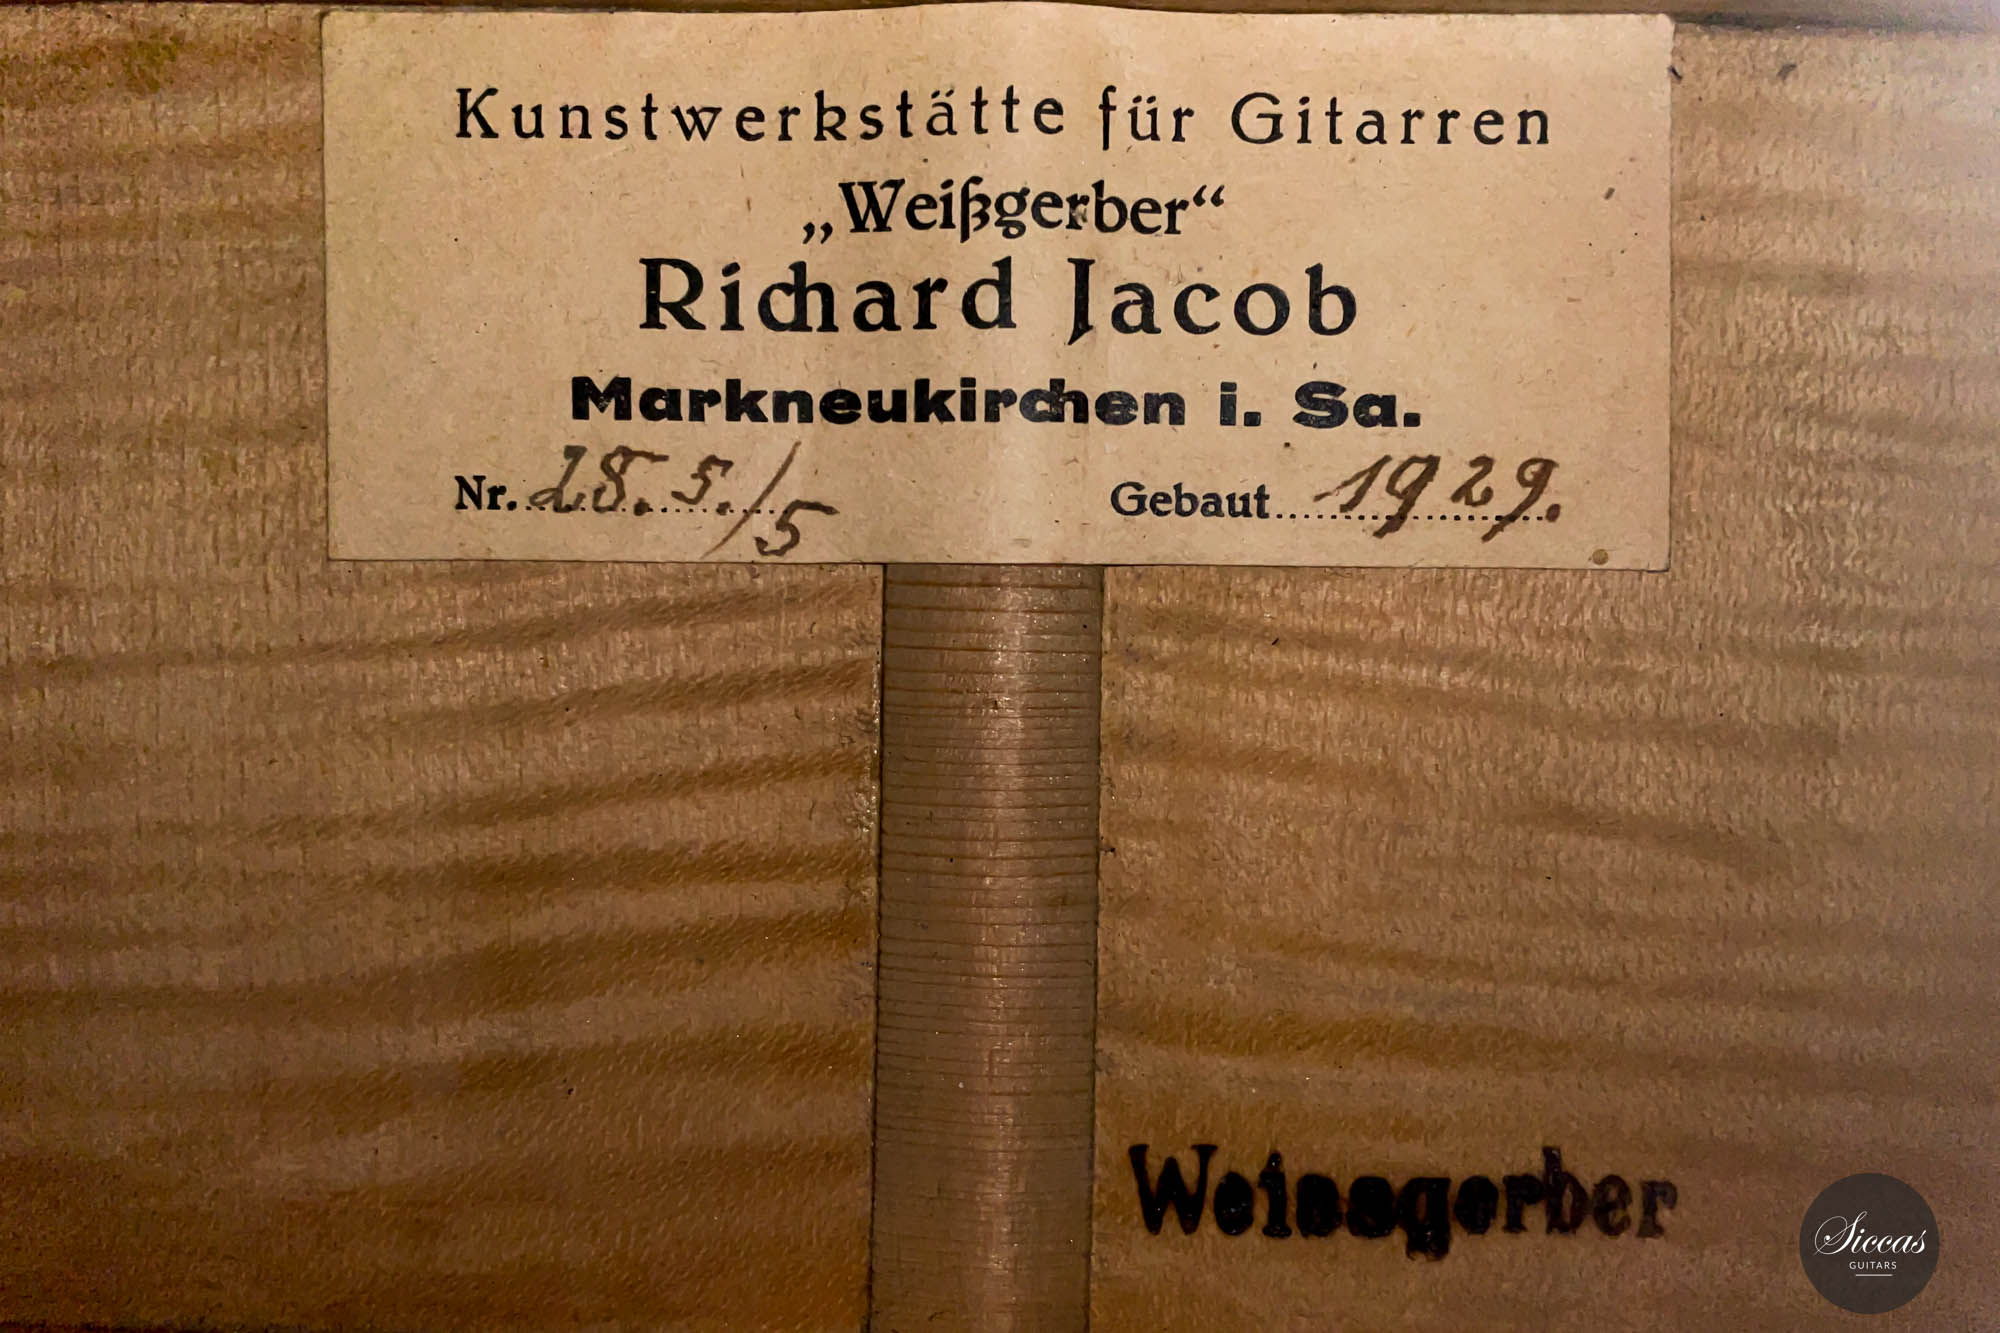 Kunstwerkstätte für Gitarren
„Weißgerber“
Richard Jacob
Markneukirchen i. Sa.
Nr. 28. 5./5 Gebaut 1929.
Weissgerber
Siccas
GUITARS